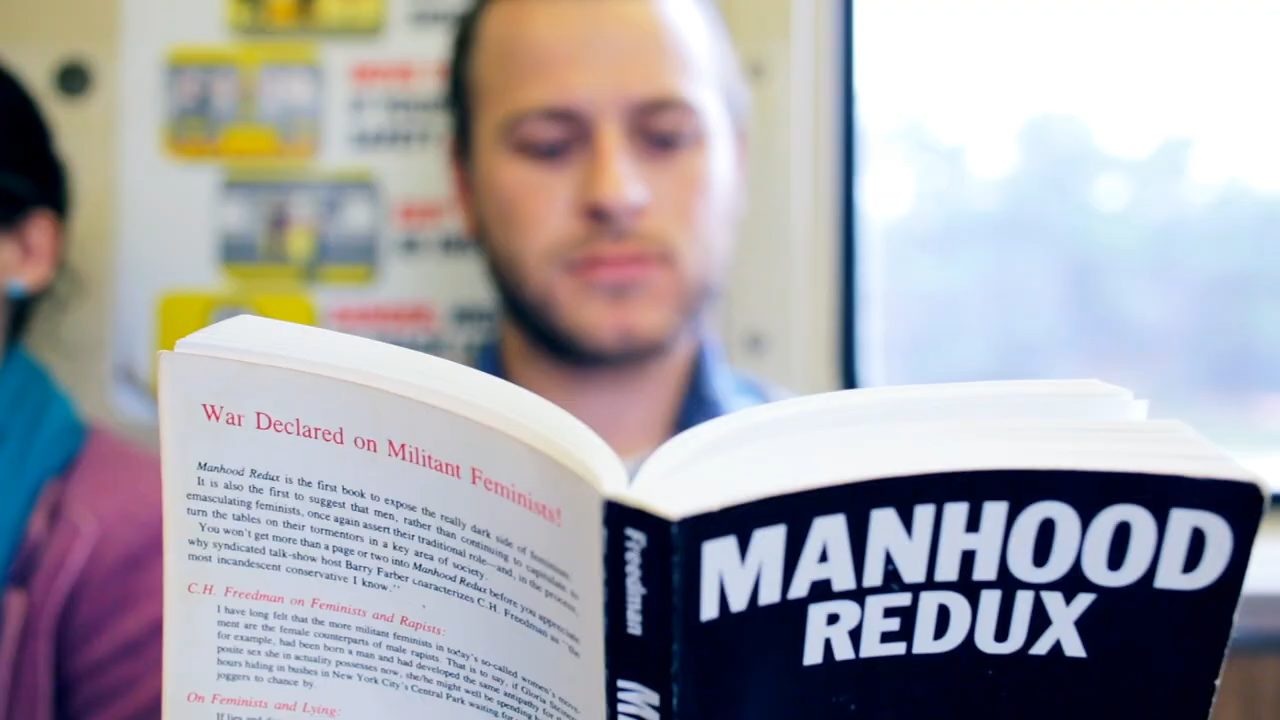 War Declared on Militant Feminists!
Manhood Redux is the first book to expose the really dark side of feminism.
It is also the first to suggest that men, rather than continuing to capitulate to
emasculating feminists, once again assert their traditional role—and, in the process,
turn the tables on their tormentors in a key area of society.
You won't get more than a page or two into Manhood Redux before you appreciate
why syndicated talk-show host Barry Farber characterizes C.H. Freedman as "the
most incandescent conservative I know."
C.H. Freedman on Feminists and Rapists:
I have long felt that the more militant feminists in today's so-called women's move-
ment are the female counterparts of male rapists. That is to say, if Gloria Steinem,
for example, had been born a man and had developed the same antipathy for the
posite sex she in actuality possesses now, she/he might well be spending
hours hiding in bushes in New York City's Central Park waiting for
joggers to chance by.
On Feminists and Lying:
If lies and
Freedman
MANHOOD
REDUX